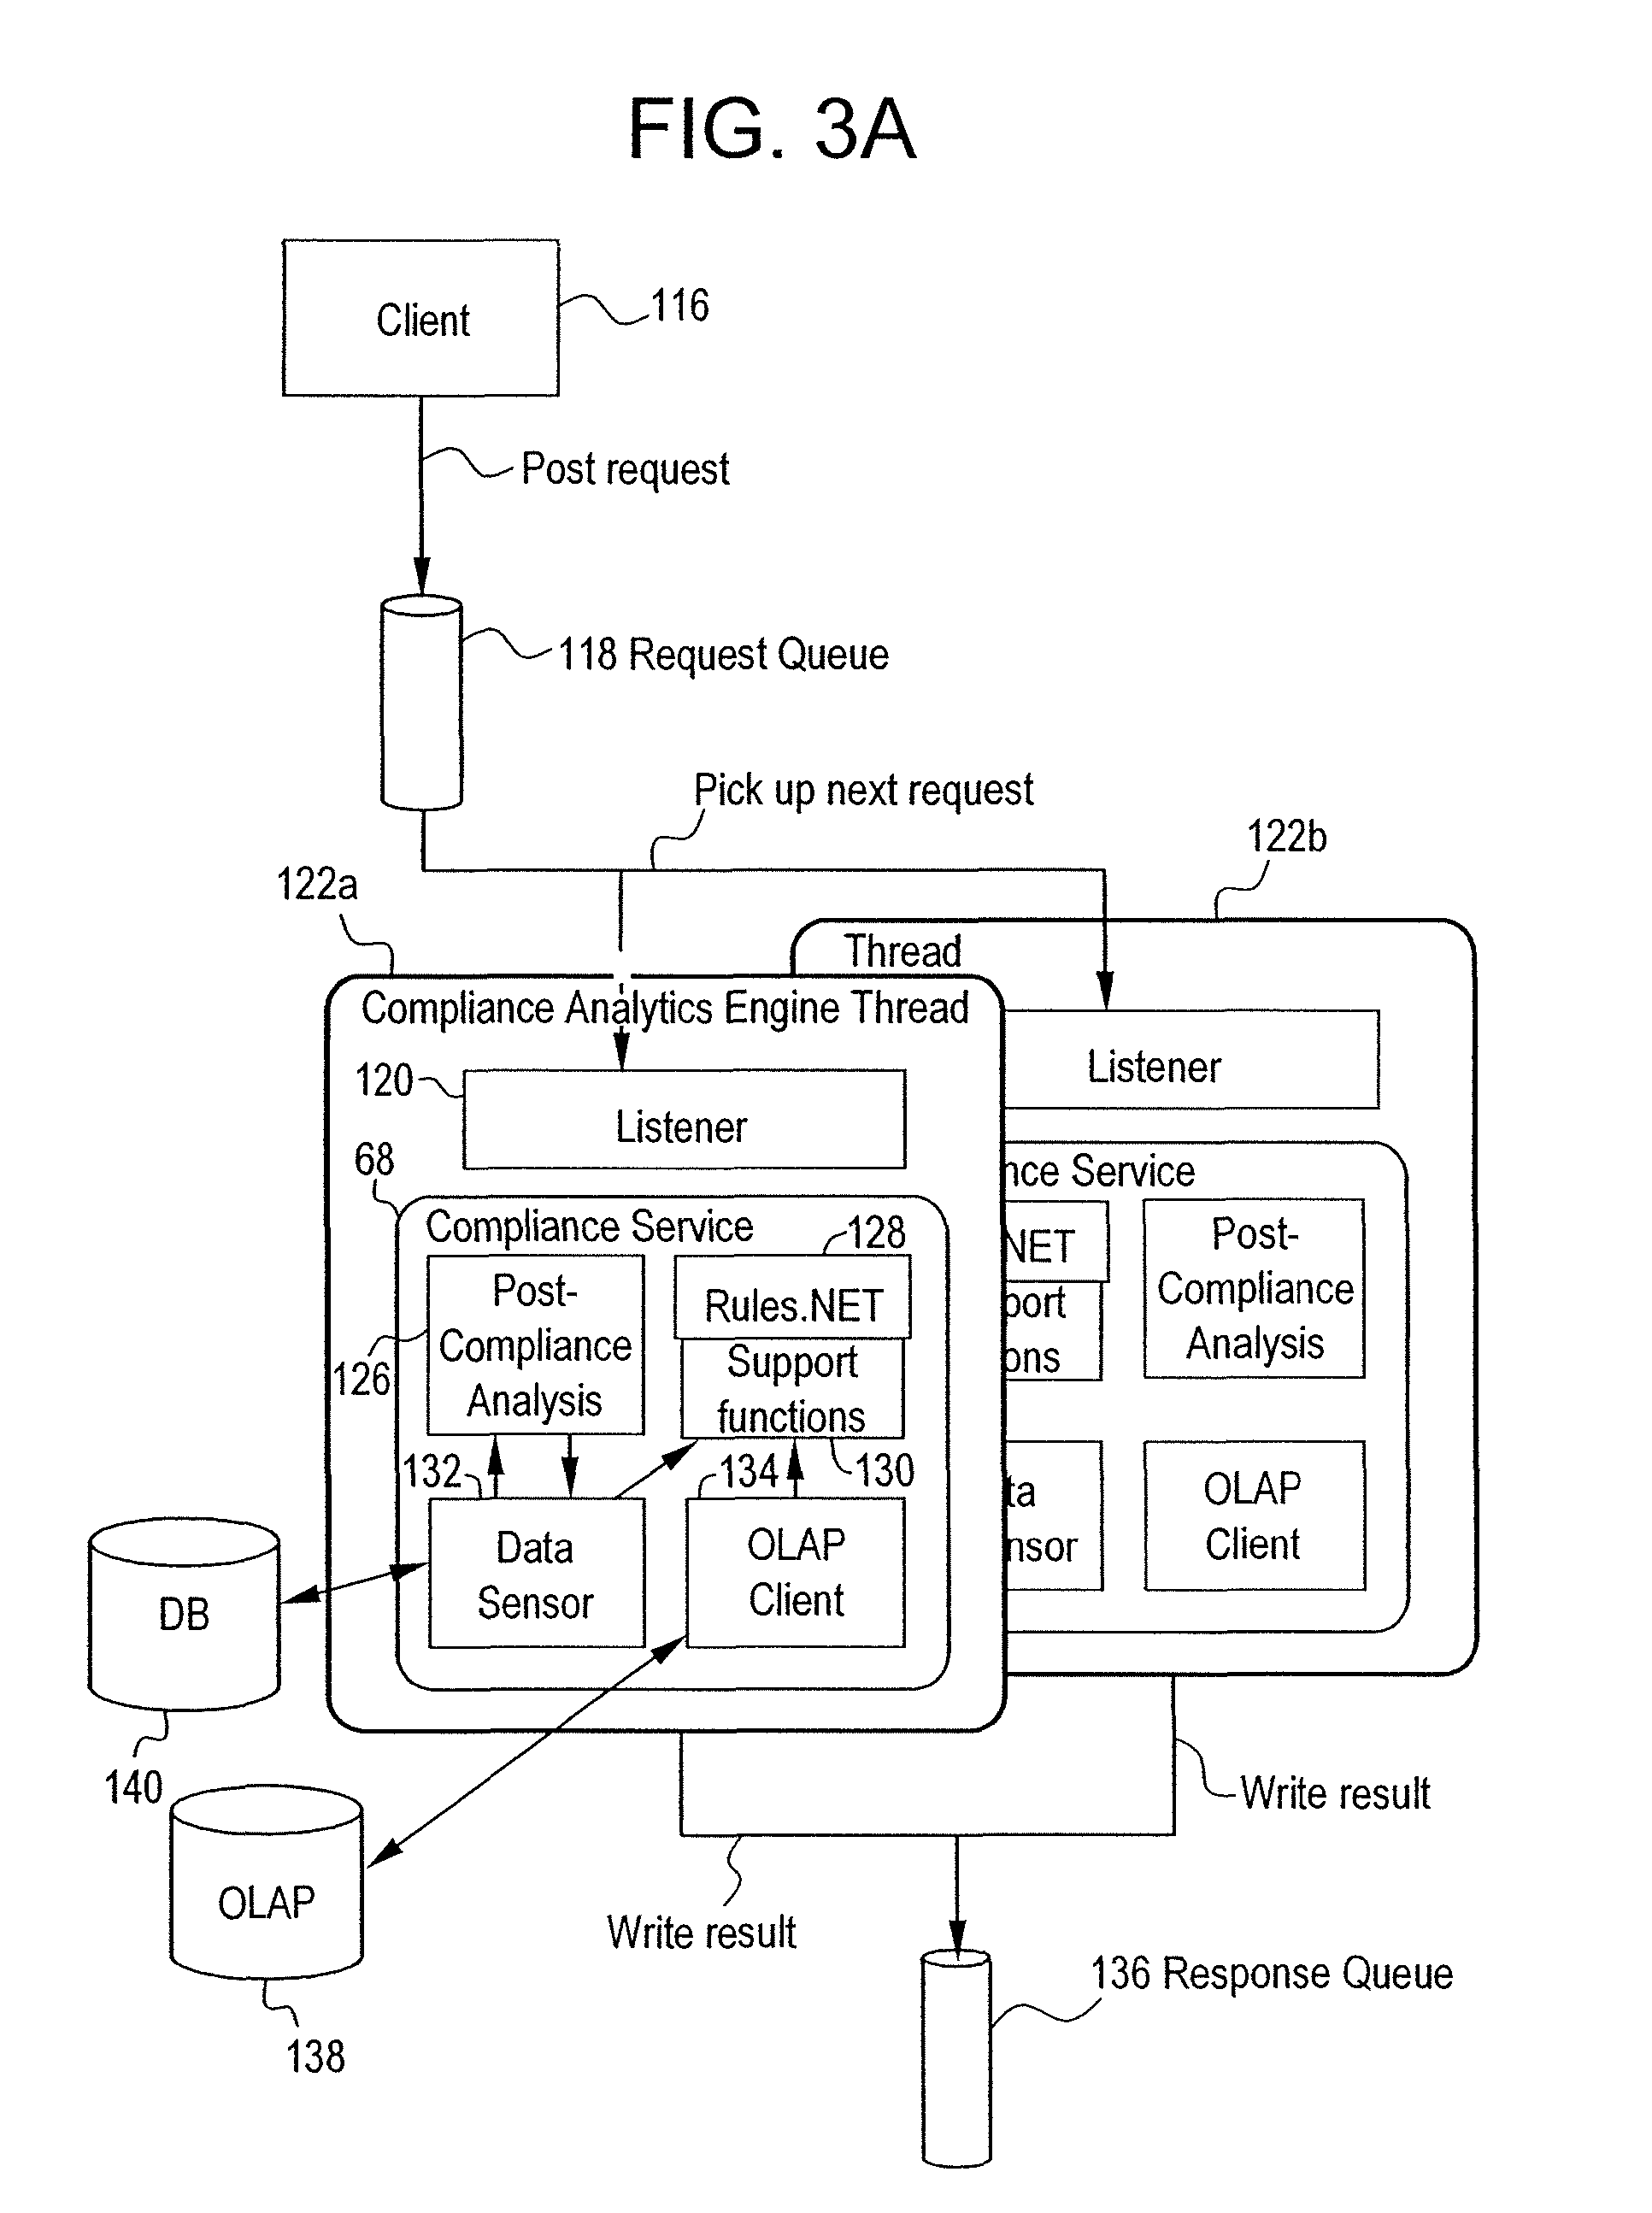 FIG. 3A
Client
116
Post request
118 Request Queue
Pick up next request
122a
122b
Thread
Compliance Analytics Engine Thread
120
Listener
Listener
68
Compliance Service
nce Service
128
Post-
Compliance
Analysis
126
Rules.NET
Support
functions
NET
port
ons
Post-
Compliance
Analysis
132
134
130
Data
Sensor
OLAP
Client
ta
nsor
OLAP
Client
DB
140
OLAP
138
Write result
Write result
136 Response Queue